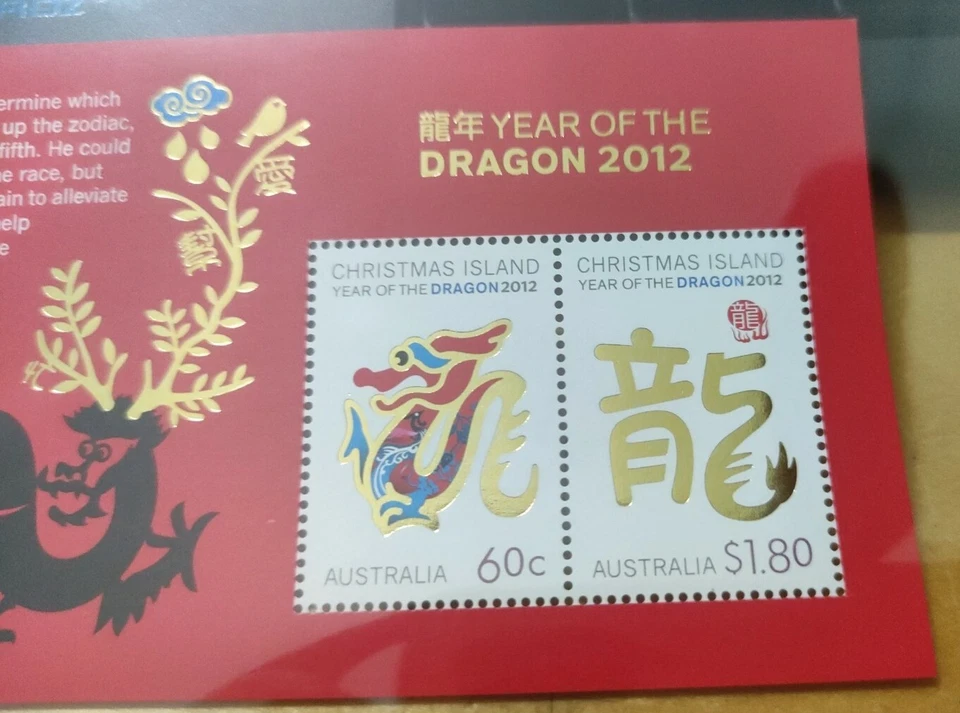 ermine which
up the zodiac,
fifth. He could
ne race, but
ain to alleviate
help
e
愛
龍年 YEAR OF THE
DRAGON 2012
CHRISTMAS ISLAND
YEAR OF THE DRAGON 2012
AUSTRALIA 60c
CHRISTMAS ISLAND
YEAR OF THE DRAGON 2012
龍
龍
AUSTRALIA $1.80